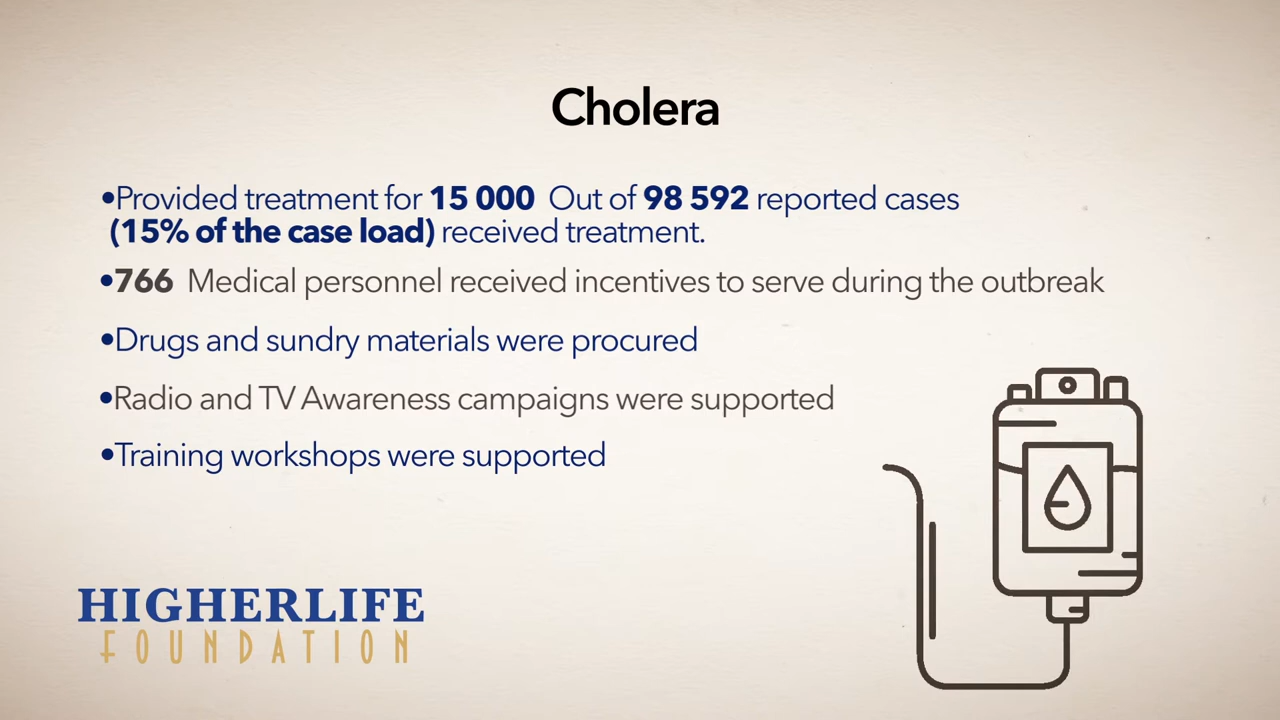 Cholera
•Provided treatment for 15 000 Out of 98 592 reported cases
(15% of the case load) received treatment.
•766 Medical personnel received incentives to serve during the outbreak
•Drugs and sundry materials were procured
•Radio and TV Awareness campaigns were supported
•Training workshops were supported
HIGHERLIFE
FOUNDATION